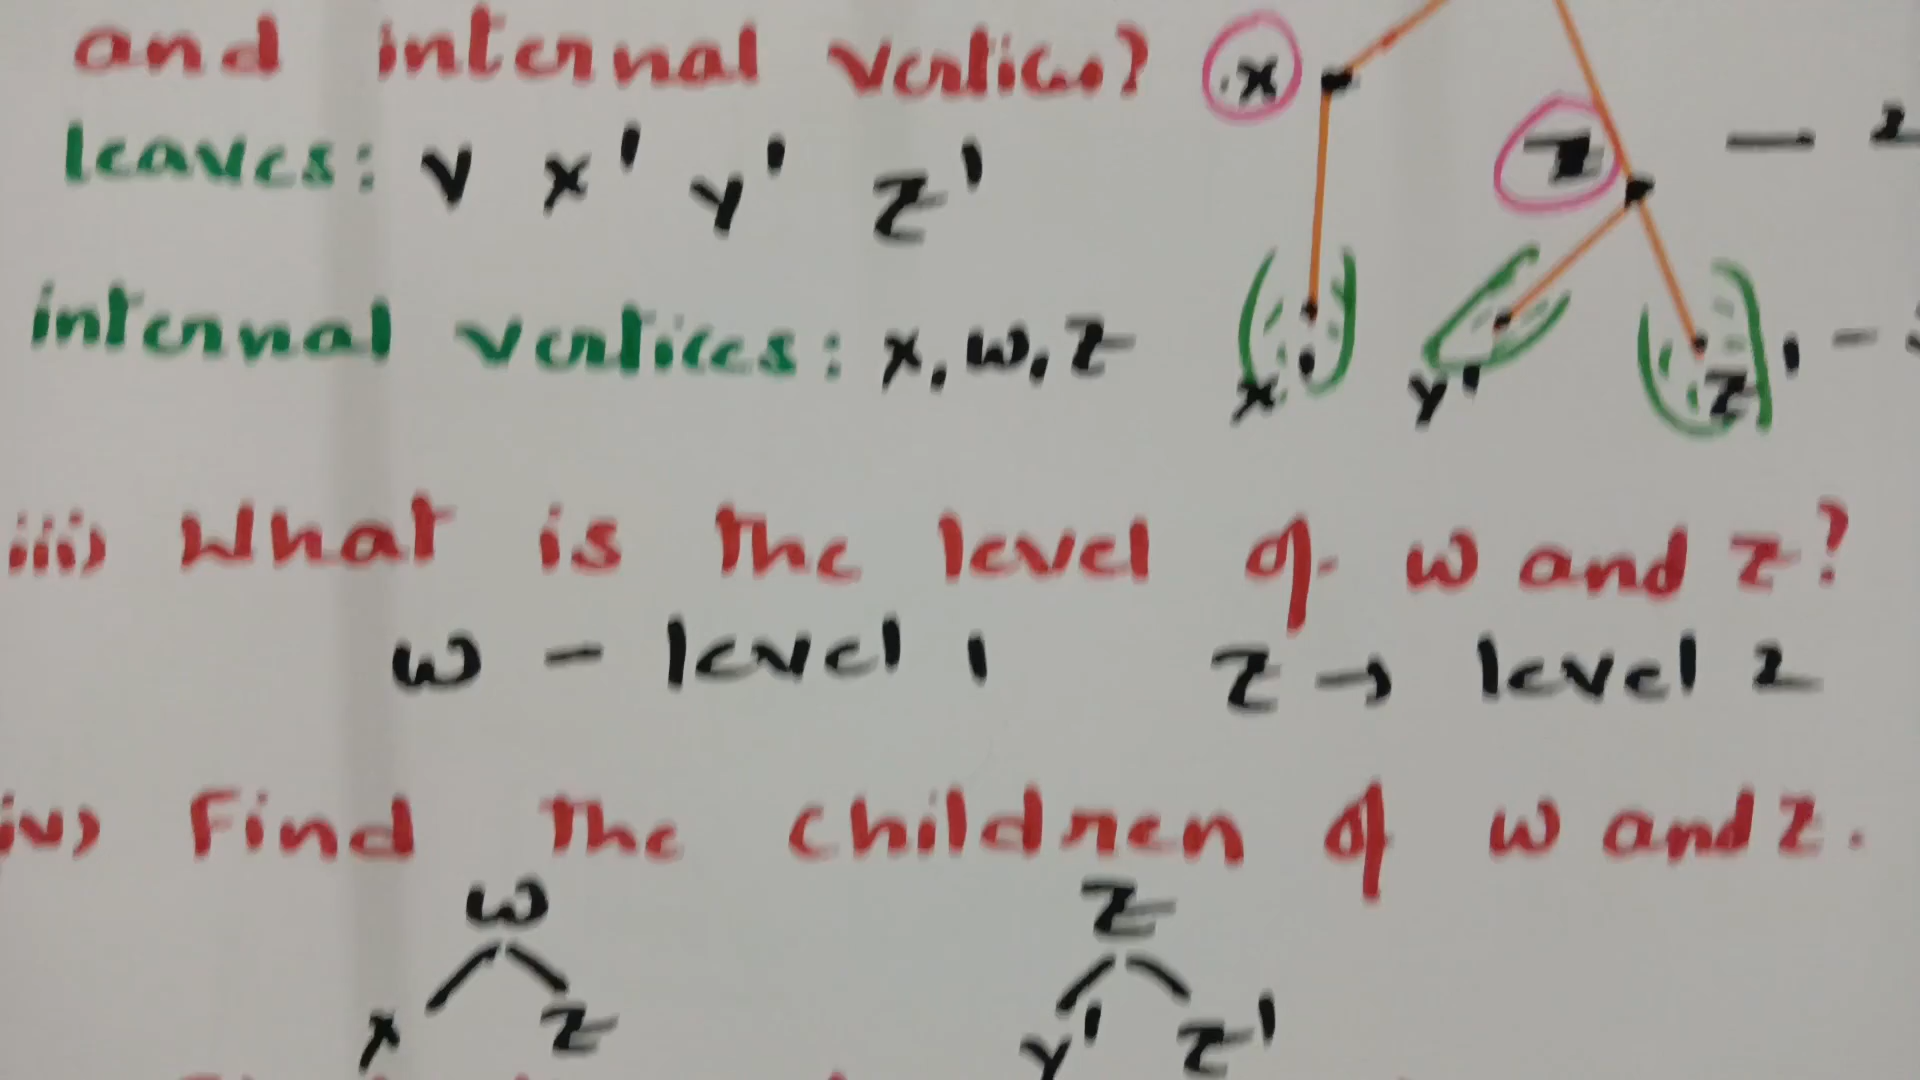 and internal vertices? x
leaves: v x' y' z' z — 2
internal vertices: x, w, z x' y' z' -
iii) What is the level of w and z?
w - level 1 z → level 2
iv) Find the children of w and z.
w z
x z y' z'